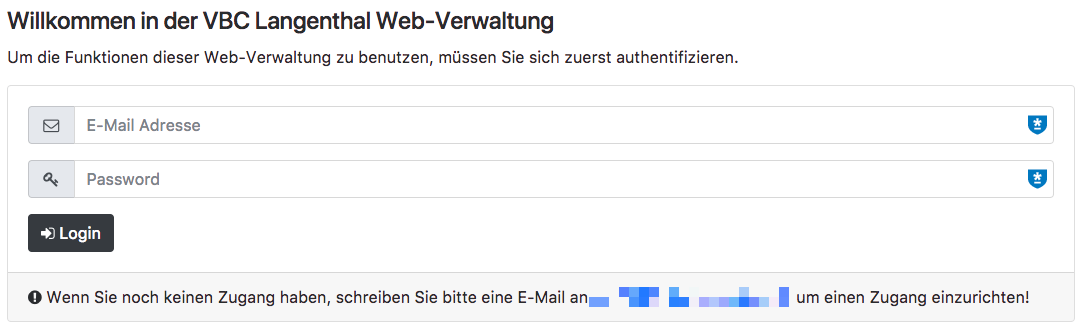 Willkommen in der VBC Langenthal Web-Verwaltung
Um die Funktionen dieser Web-Verwaltung zu benutzen, müssen Sie sich zuerst authentifizieren.
E-Mail Adresse
Password
Login
Wenn Sie noch keinen Zugang haben, schreiben Sie bitte eine E-Mail an um einen Zugang einzurichten!